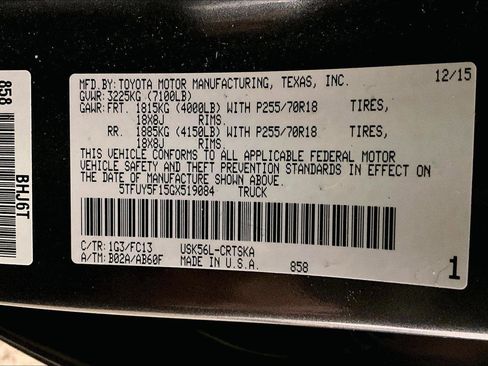 858
BHJ6T
MFD.BY:TOYOTA MOTOR MANUFACTURING, TEXAS, INC. 12/15
GVWR:3225KG (7100LB)
GAWR:FRT. 1815KG (4000LB) WITH P255/70R18 TIRES,
18X8J RIMS.
RR. 1885KG (4150LB) WITH P255/70R18 TIRES,
18X8J RIMS.
THIS VEHICLE CONFORMS TO ALL APPLICABLE FEDERAL MOTOR
VEHICLE SAFETY AND THEFT PREVENTION STANDARDS IN EFFECT ON
THE DATE OF MANUFACTURE SHOWN ABOVE.
5TFUY5F15GX519084 TRUCK
C/TR:1G3/FC13 USK56L-CRTSKA
A/TM:B02A/AB60F MADE IN U.S.A. 858 1